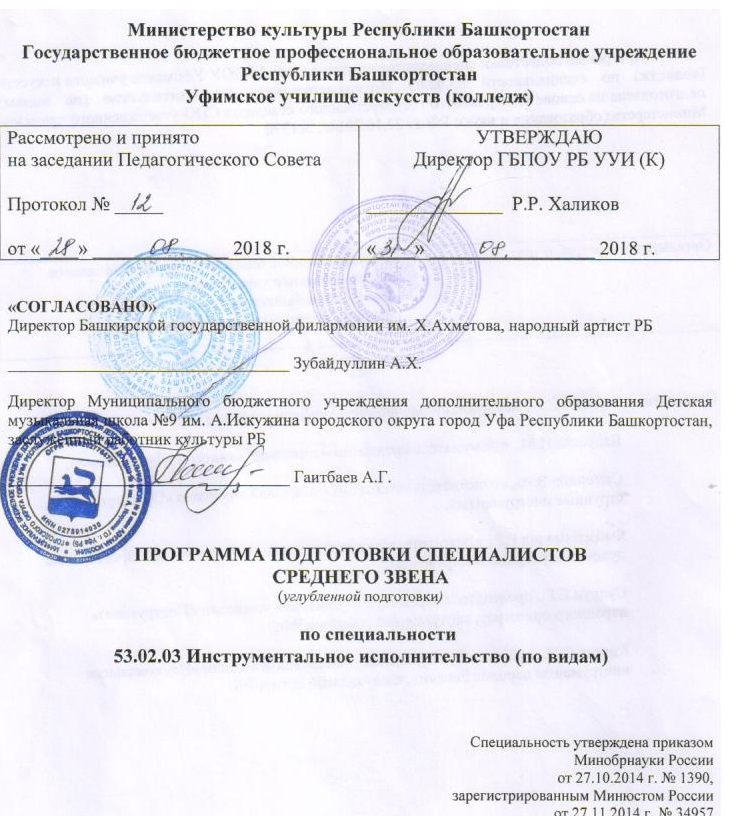 Министерство культуры Республики Башкортостан
Государственное бюджетное профессиональное образовательное учреждение
Республики Башкортостан
Уфимское училище искусств (колледж)
Рассмотрено и принято
на заседании Педагогического Совета
Протокол № 12
от «28» 08 2018 г.
УТВЕРЖДАЮ
Директор ГБПОУ РБ УУИ (К)
Р.Р. Халиков
«31» 08. 2018 г.
«СОГЛАСОВАНО»
Директор Башкирской государственной филармонии им. Х.Ахметова, народный артист РБ
Зубайдуллин А.Х.
Директор Муниципального бюджетного учреждения дополнительного образования Детская
музыкальная школа №9 им. А.Искужина городского округа город Уфа Республики Башкортостан,
заслуженный работник культуры РБ
Гаитбаев А.Г.
ИНН 0275014030
ПРОГРАММА ПОДГОТОВКИ СПЕЦИАЛИСТОВ
СРЕДНЕГО ЗВЕНА
(углубленной подготовки)
по специальности
53.02.03 Инструментальное исполнительство (по видам)
Специальность утверждена приказом
Минобрнауки России
от 27.10.2014 г. № 1390,
зарегистрированным Минюстом России
от 27.11.2014 г. № 34957